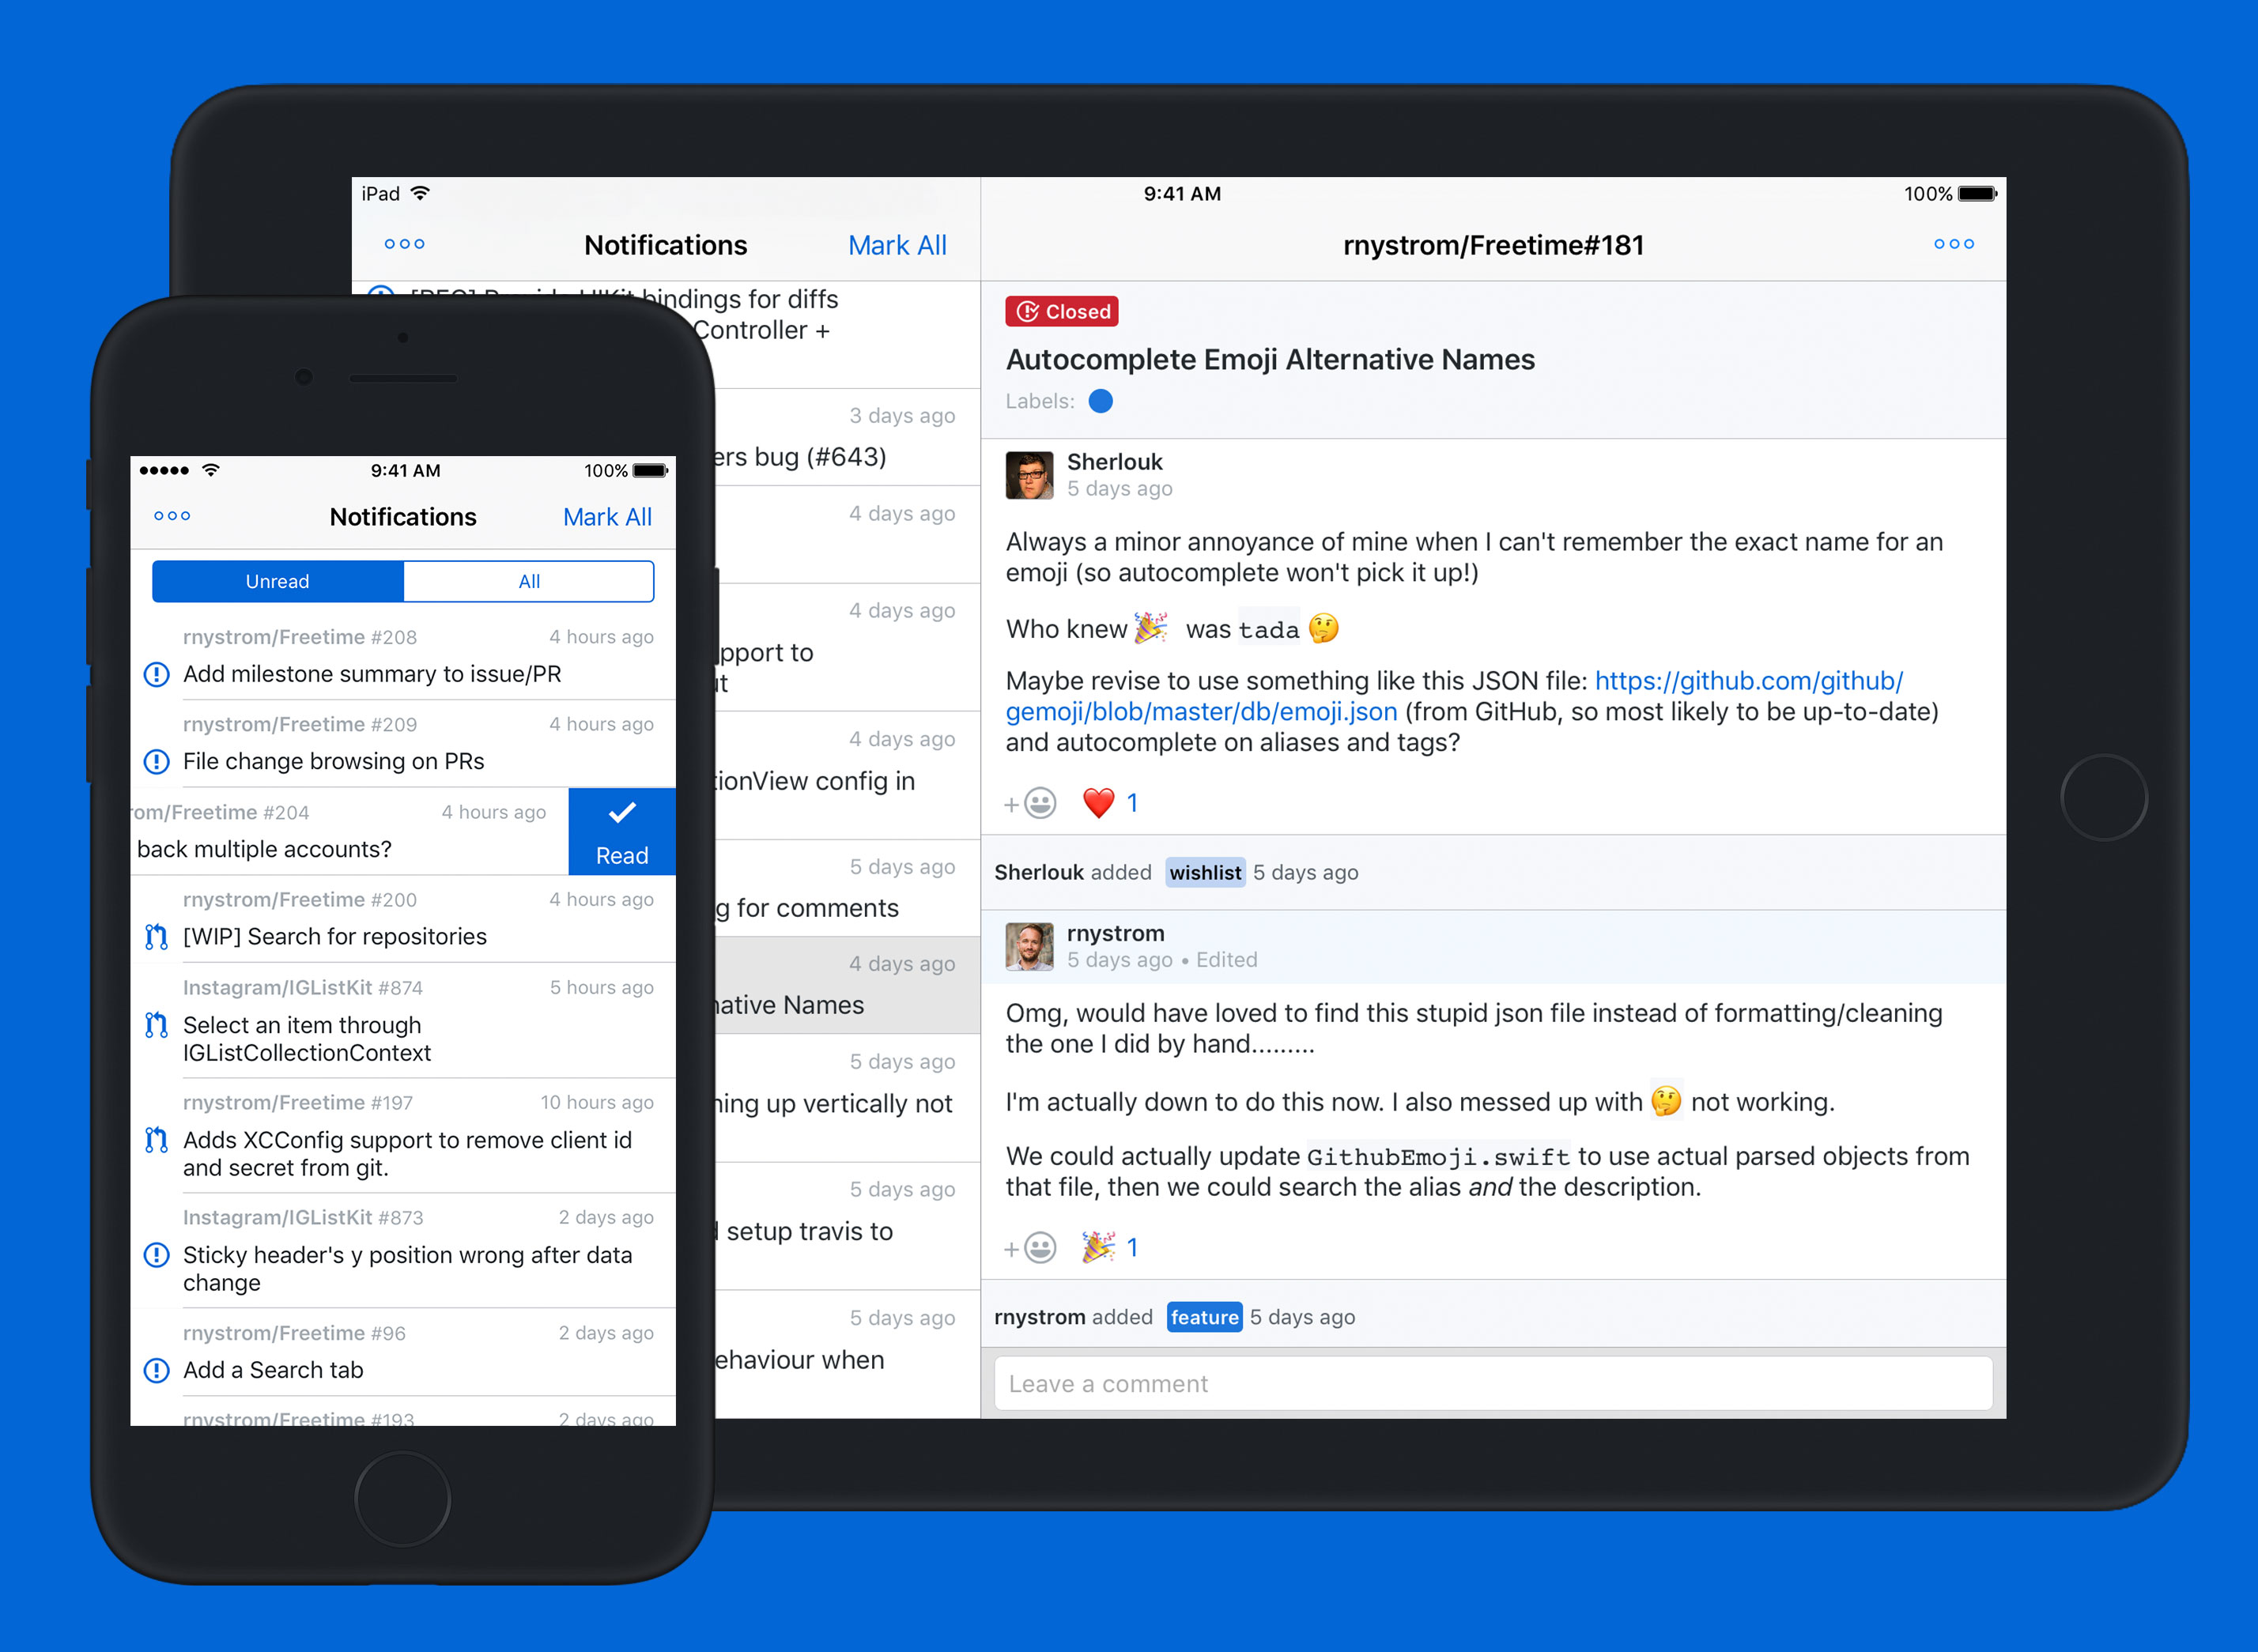 iPad
9:41 AM
100%
Notifications
Mark All
bindings for diffs
Controller +
3 days ago
bug (#643)
4 days ago
4 days ago
to
4 days ago
config in
5 days ago
for comments
4 days ago
Names
5 days ago
up vertically not
5 days ago
setup travis to
5 days ago
when
rnystrom/Freetime#181
Closed
Autocomplete Emoji Alternative Names
Labels:
Sherlouk
5 days ago
Always a minor annoyance of mine when I can't remember the exact name for an
emoji (so autocomplete won't pick it up!)
Who knew 🎉 was tada 🤔
Maybe revise to use something like this JSON file: https://github.com/github/
gemoji/blob/master/db/emoji.json (from GitHub, so most likely to be up-to-date)
and autocomplete on aliases and tags?
❤️ 1
Sherlouk added wishlist 5 days ago
rnystrom
5 days ago • Edited
Omg, would have loved to find this stupid json file instead of formatting/cleaning
the one I did by hand.........
I'm actually down to do this now. I also messed up with 🤔 not working.
We could actually update GithubEmoji.swift to use actual parsed objects from
that file, then we could search the alias and the description.
🎉 1
rnystrom added feature 5 days ago
Leave a comment
9:41 AM
100%
Notifications
Mark All
Unread
All
rnystrom/Freetime #208
4 hours ago
Add milestone summary to issue/PR
rnystrom/Freetime #209
4 hours ago
File change browsing on PRs
om/Freetime #204
4 hours ago
back multiple accounts?
Read
rnystrom/Freetime #200
4 hours ago
[WIP] Search for repositories
Instagram/IGListKit #874
5 hours ago
Select an item through
IGListCollectionContext
rnystrom/Freetime #197
10 hours ago
Adds XCConfig support to remove client id
and secret from git.
Instagram/IGListKit #873
2 days ago
Sticky header's y position wrong after data
change
rnystrom/Freetime #96
2 days ago
Add a Search tab
rnystrom/Freetime #193
2 days ago